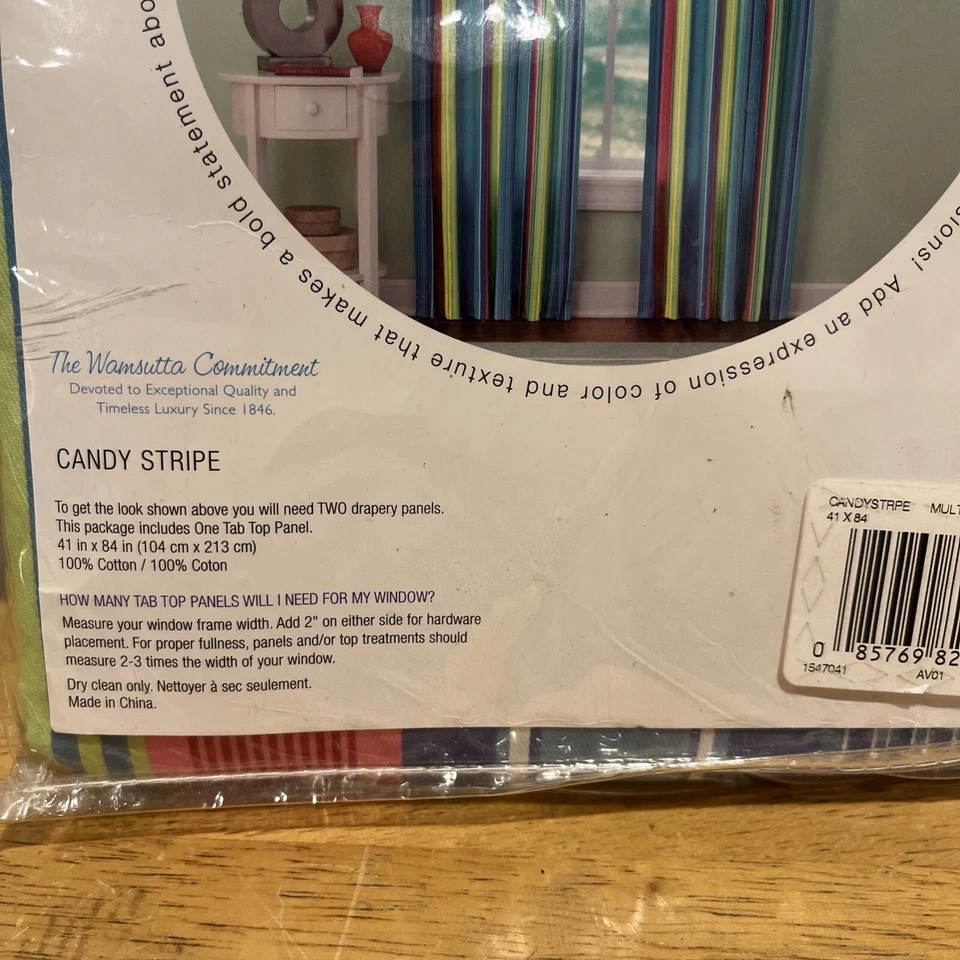 sions! Add an expression of color and texture that makes a bold statement abo
The Wamsutta Commitment
Devoted to Exceptional Quality and
Timeless Luxury Since 1846.
CANDY STRIPE
To get the look shown above you will need TWO drapery panels.
This package includes One Tab Top Panel.
41 in x 84 in (104 cm x 213 cm)
100% Cotton / 100% Coton
HOW MANY TAB TOP PANELS WILL I NEED FOR MY WINDOW?
Measure your window frame width. Add 2" on either side for hardware
placement. For proper fullness, panels and/or top treatments should
measure 2-3 times the width of your window.
Dry clean only. Nettoyer à sec seulement.
Made in China.
CANDYSTRPE MULT
41 X 84
0 85769 82
1547041 AV01